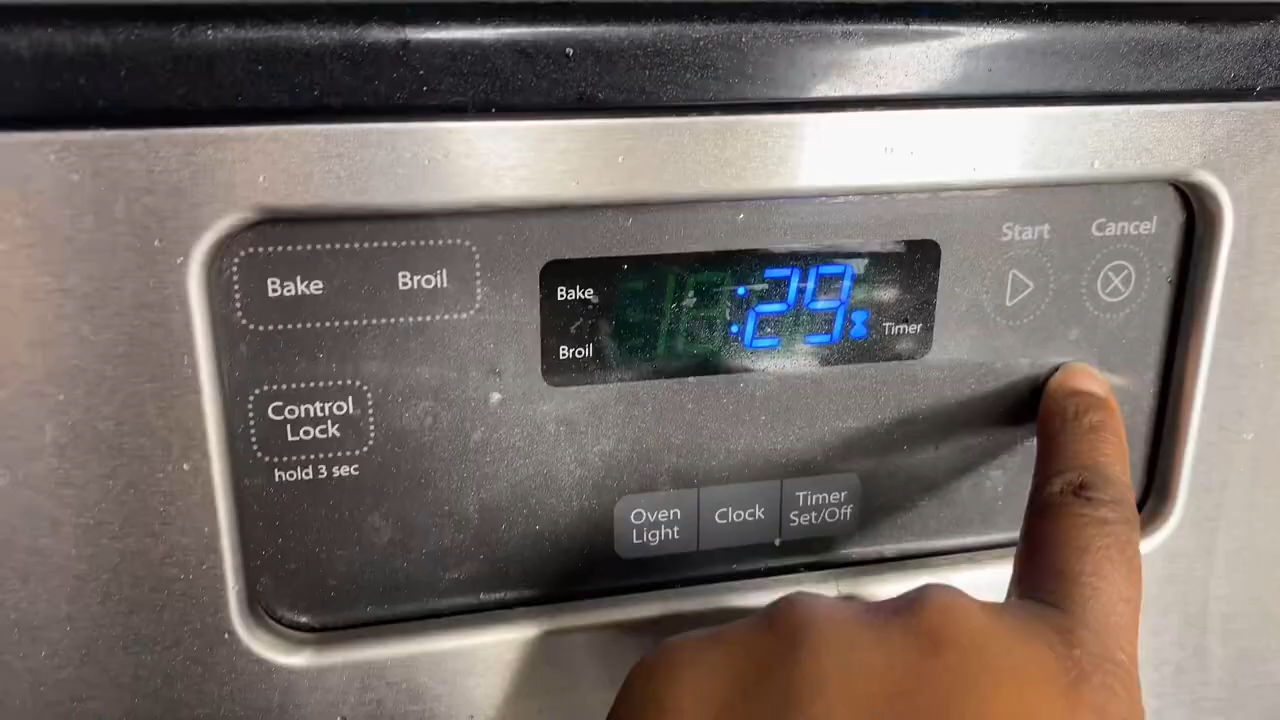 Start Cancel
Bake Broil
Bake :29
Broil Timer
Control
Lock
hold 3 sec
Oven
Light
Clock
Timer
Set/Off